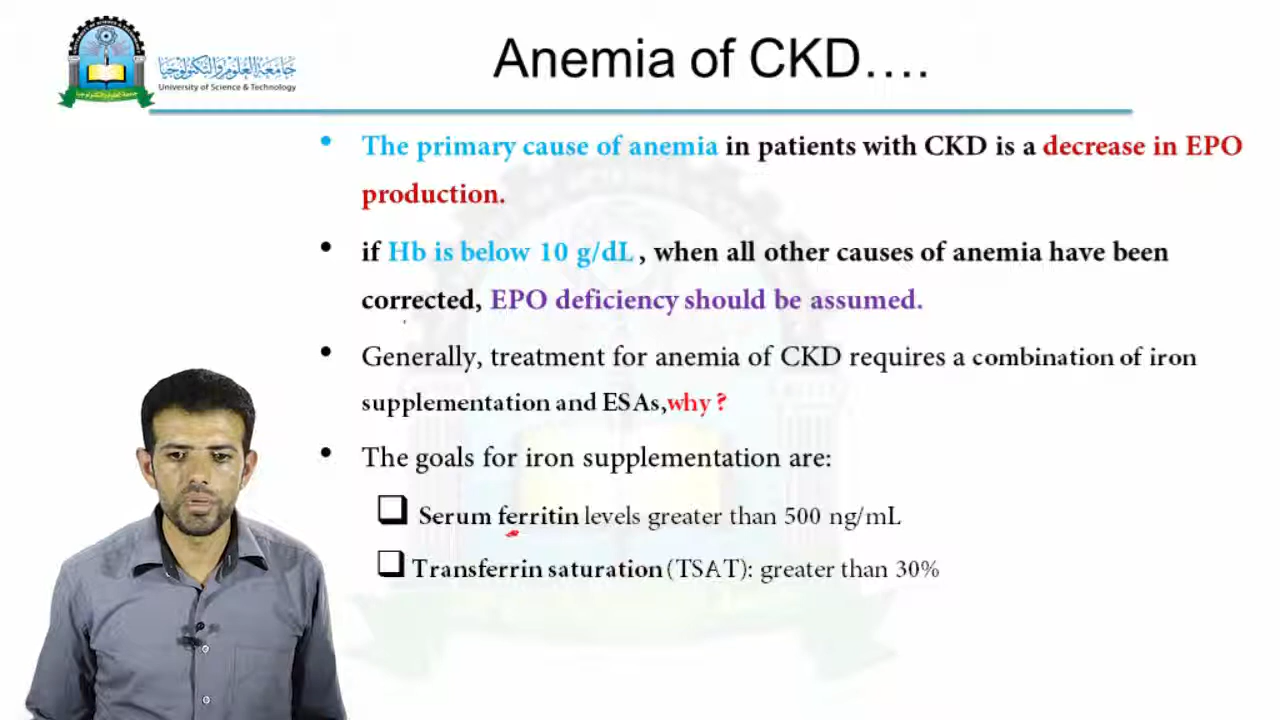 جامعة العلوم والتكنولوجيا
University of Science & Technology
Anemia of CKD....
• The primary cause of anemia in patients with CKD is a decrease in EPO
production.
• if Hb is below 10 g/dL , when all other causes of anemia have been
corrected, EPO deficiency should be assumed.
• Generally, treatment for anemia of CKD requires a combination of iron
supplementation and ESAs,why ?
• The goals for iron supplementation are:
❑ Serum ferritin levels greater than 500 ng/mL
❑ Transferrin saturation (TSAT): greater than 30%